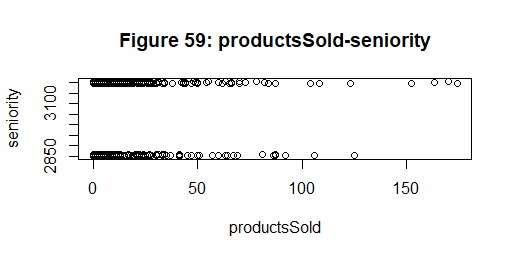 Figure 59: productsSold-seniority
seniority
3100
2850
0 50 100 150
productsSold